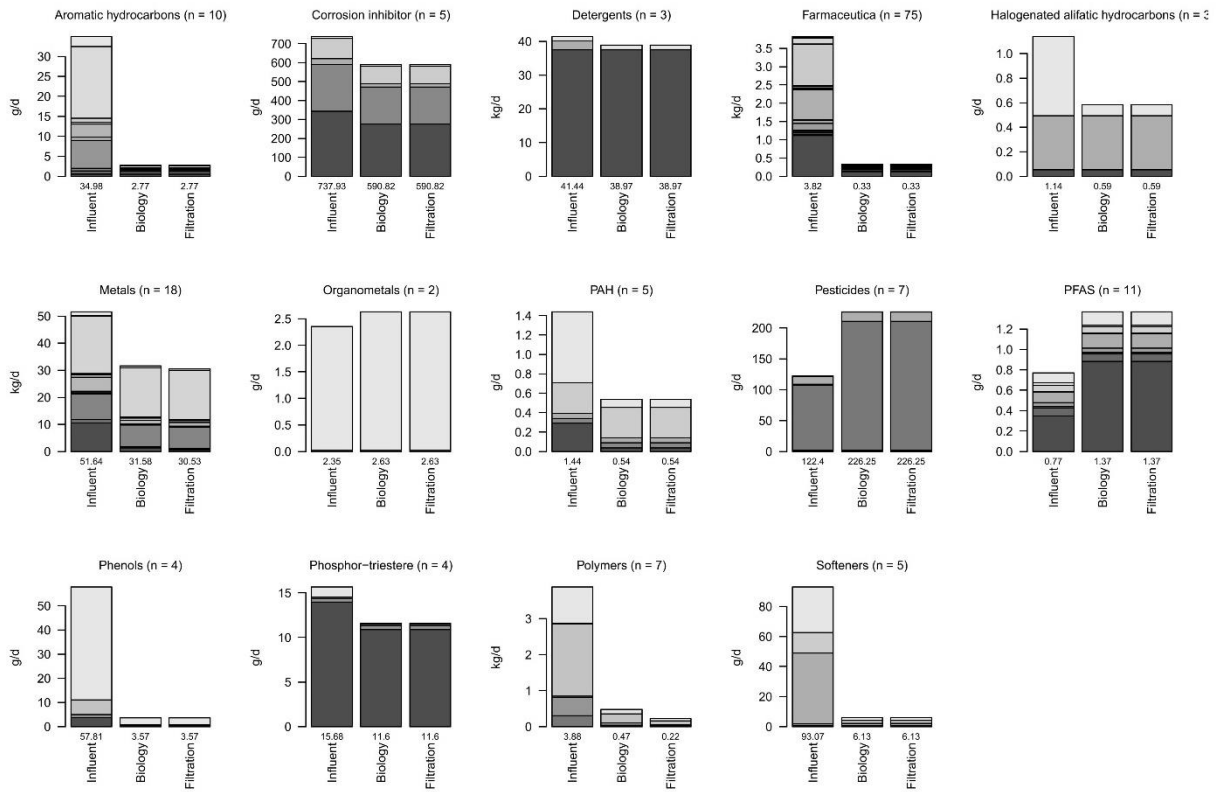 Aromatic hydrocarbons (n = 10)
g/d
30
25
20
15
10
5
0
34.98
2.77
2.77
Influent
Biology
Filtration
Corrosion inhibitor (n = 5)
g/d
700
600
500
400
300
200
100
0
737.93
590.82
590.82
Influent
Biology
Filtration
Detergents (n = 3)
kg/d
40
30
20
10
0
41.44
38.97
38.97
Influent
Biology
Filtration
Farmaceutica (n = 75)
kg/d
3.5
3.0
2.5
2.0
1.5
1.0
0.5
0.0
3.82
0.33
0.33
Influent
Biology
Filtration
Halogenated alifatic hydrocarbons (n = 3
g/d
1.0
0.8
0.6
0.4
0.2
0.0
1.14
0.59
0.59
Influent
Biology
Filtration
Metals (n = 18)
kg/d
50
40
30
20
10
0
51.64
31.58
30.53
Influent
Biology
Filtration
Organometals (n = 2)
g/d
2.5
2.0
1.5
1.0
0.5
0.0
2.35
2.63
2.63
Influent
Biology
Filtration
PAH (n = 5)
g/d
1.4
1.2
1.0
0.8
0.6
0.4
0.2
0.0
1.44
0.54
0.54
Influent
Biology
Filtration
Pesticides (n = 7)
g/d
200
150
100
50
0
122.4
226.25
226.25
Influent
Biology
Filtration
PFAS (n = 11)
g/d
1.2
1.0
0.8
0.6
0.4
0.2
0.0
0.77
1.37
1.37
Influent
Biology
Filtration
Phenols (n = 4)
g/d
50
40
30
20
10
0
57.81
3.57
3.57
Influent
Biology
Filtration
Phosphor−triestere (n = 4)
g/d
15
10
5
0
15.68
11.6
11.6
Influent
Biology
Filtration
Polymers (n = 7)
kg/d
3
2
1
0
3.88
0.47
0.22
Influent
Biology
Filtration
Softeners (n = 5)
g/d
80
60
40
20
0
93.07
6.13
6.13
Influent
Biology
Filtration